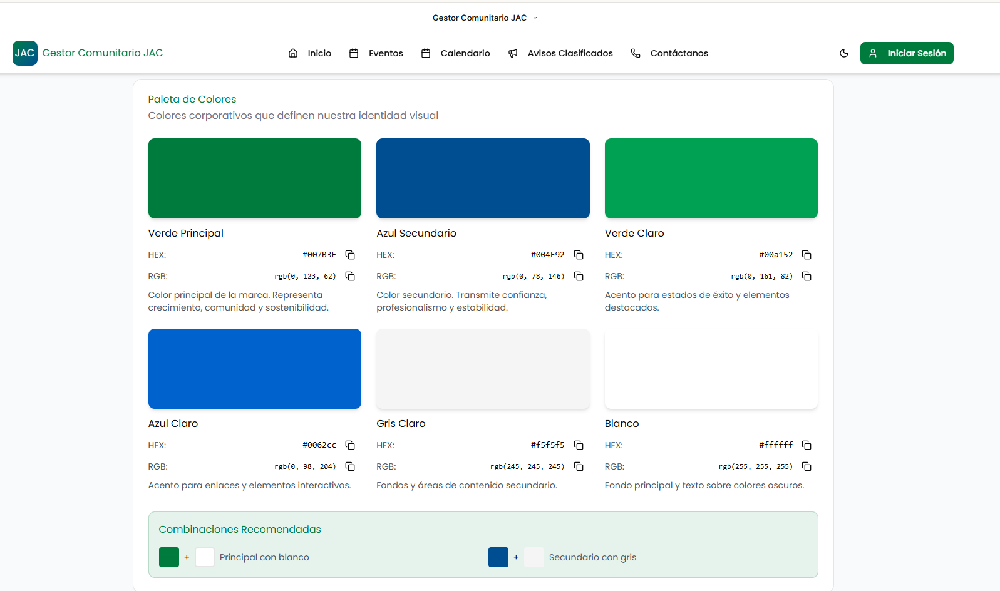 Gestor Comunitario JAC
JAC Gestor Comunitario JAC
Inicio
Eventos
Calendario
Avisos Clasificados
Contáctanos
Iniciar Sesión
Paleta de Colores
Colores corporativos que definen nuestra identidad visual
Verde Principal
HEX: #007B3E
RGB: rgb(0, 123, 62)
Color principal de la marca. Representa
crecimiento, comunidad y sostenibilidad.
Azul Secundario
HEX: #004E92
RGB: rgb(0, 78, 146)
Color secundario. Transmite confianza,
profesionalismo y estabilidad.
Verde Claro
HEX: #00a152
RGB: rgb(0, 161, 82)
Acento para estados de éxito y elementos
destacados.
Azul Claro
HEX: #0062cc
RGB: rgb(0, 98, 204)
Acento para enlaces y elementos interactivos.
Gris Claro
HEX: #f5f5f5
RGB: rgb(245, 245, 245)
Fondos y áreas de contenido secundario.
Blanco
HEX: #ffffff
RGB: rgb(255, 255, 255)
Fondo principal y texto sobre colores oscuros.
Combinaciones Recomendadas
+ Principal con blanco
+ Secundario con gris